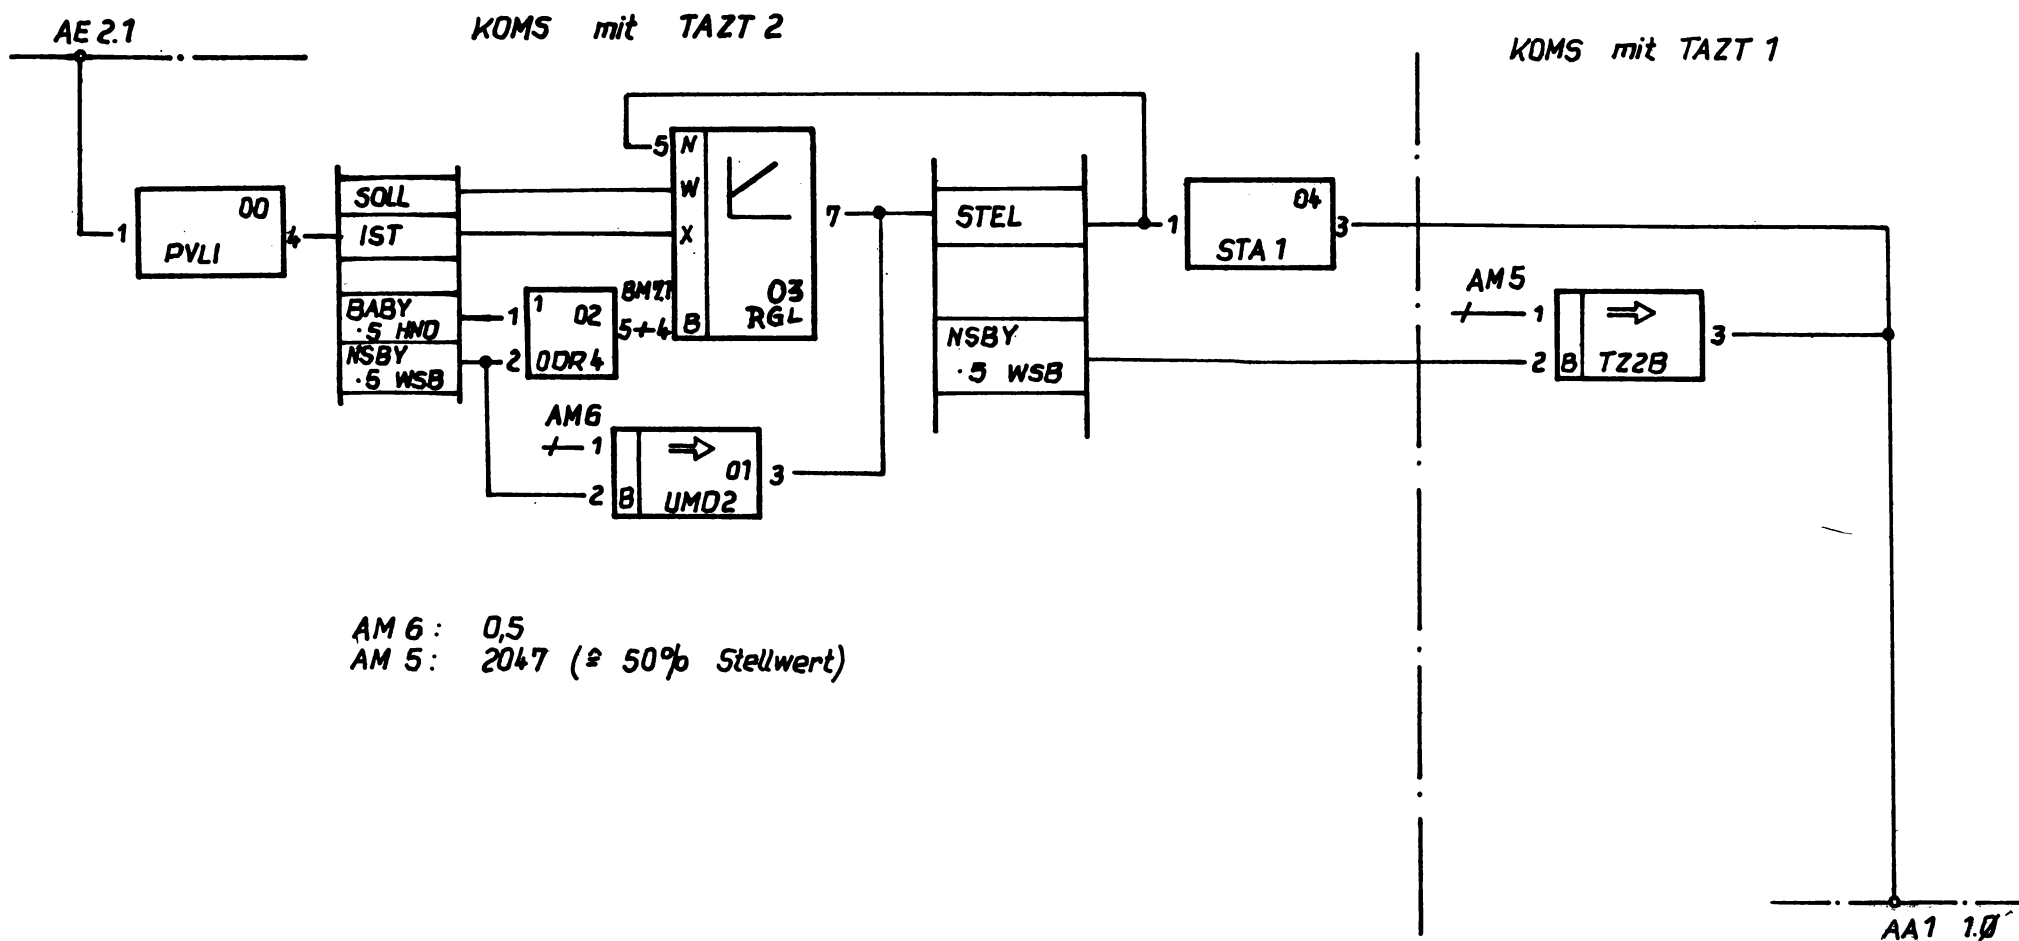 AE 2.1
KOMS mit TAZT 2
KOMS mit TAZT 1
1
00
PVLI
4
SOLL
IST
BABY
.5 HND
NSBY
.5 WSB
1
2
1
02
ODR4
BM7.1
5
4
5
N
W
X
B
03
RGL
7
AM6
1
2
B
01
UMD2
3
STEL
NSBY
.5 WSB
1
04
STA 1
3
AM5
1
2
B
TZ2B
3
AM 6: 0,5
AM 5: 2047 (≙ 50% Stellwert)
AA1 1.Ø